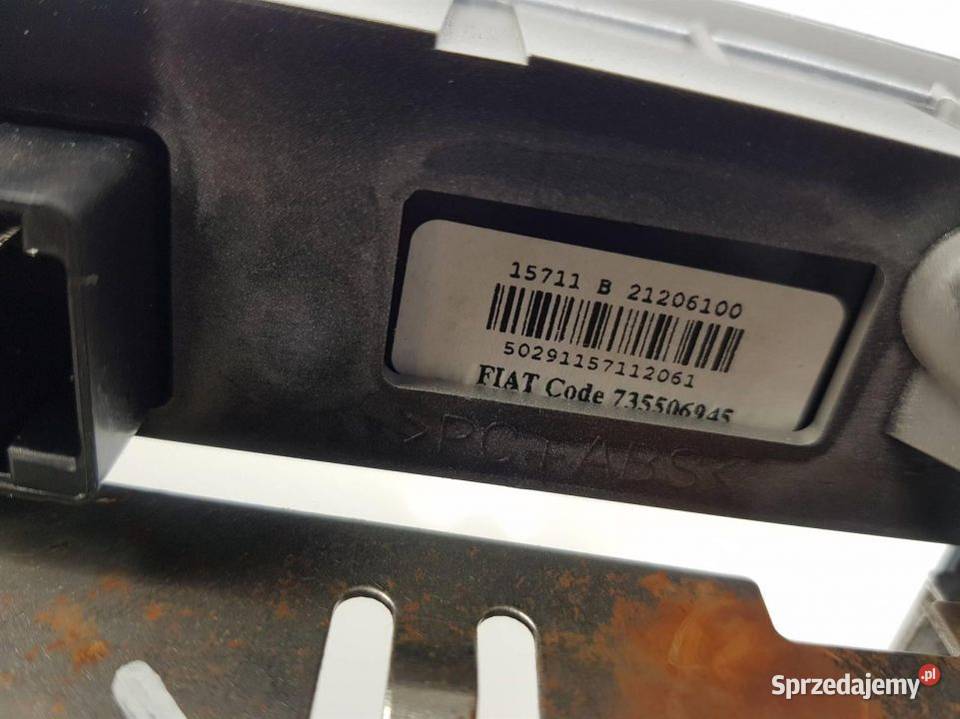 15711 B 21206100
50291157112061
FIAT Code 735506945
>PC+ABS<
Sprzedajemy.pl